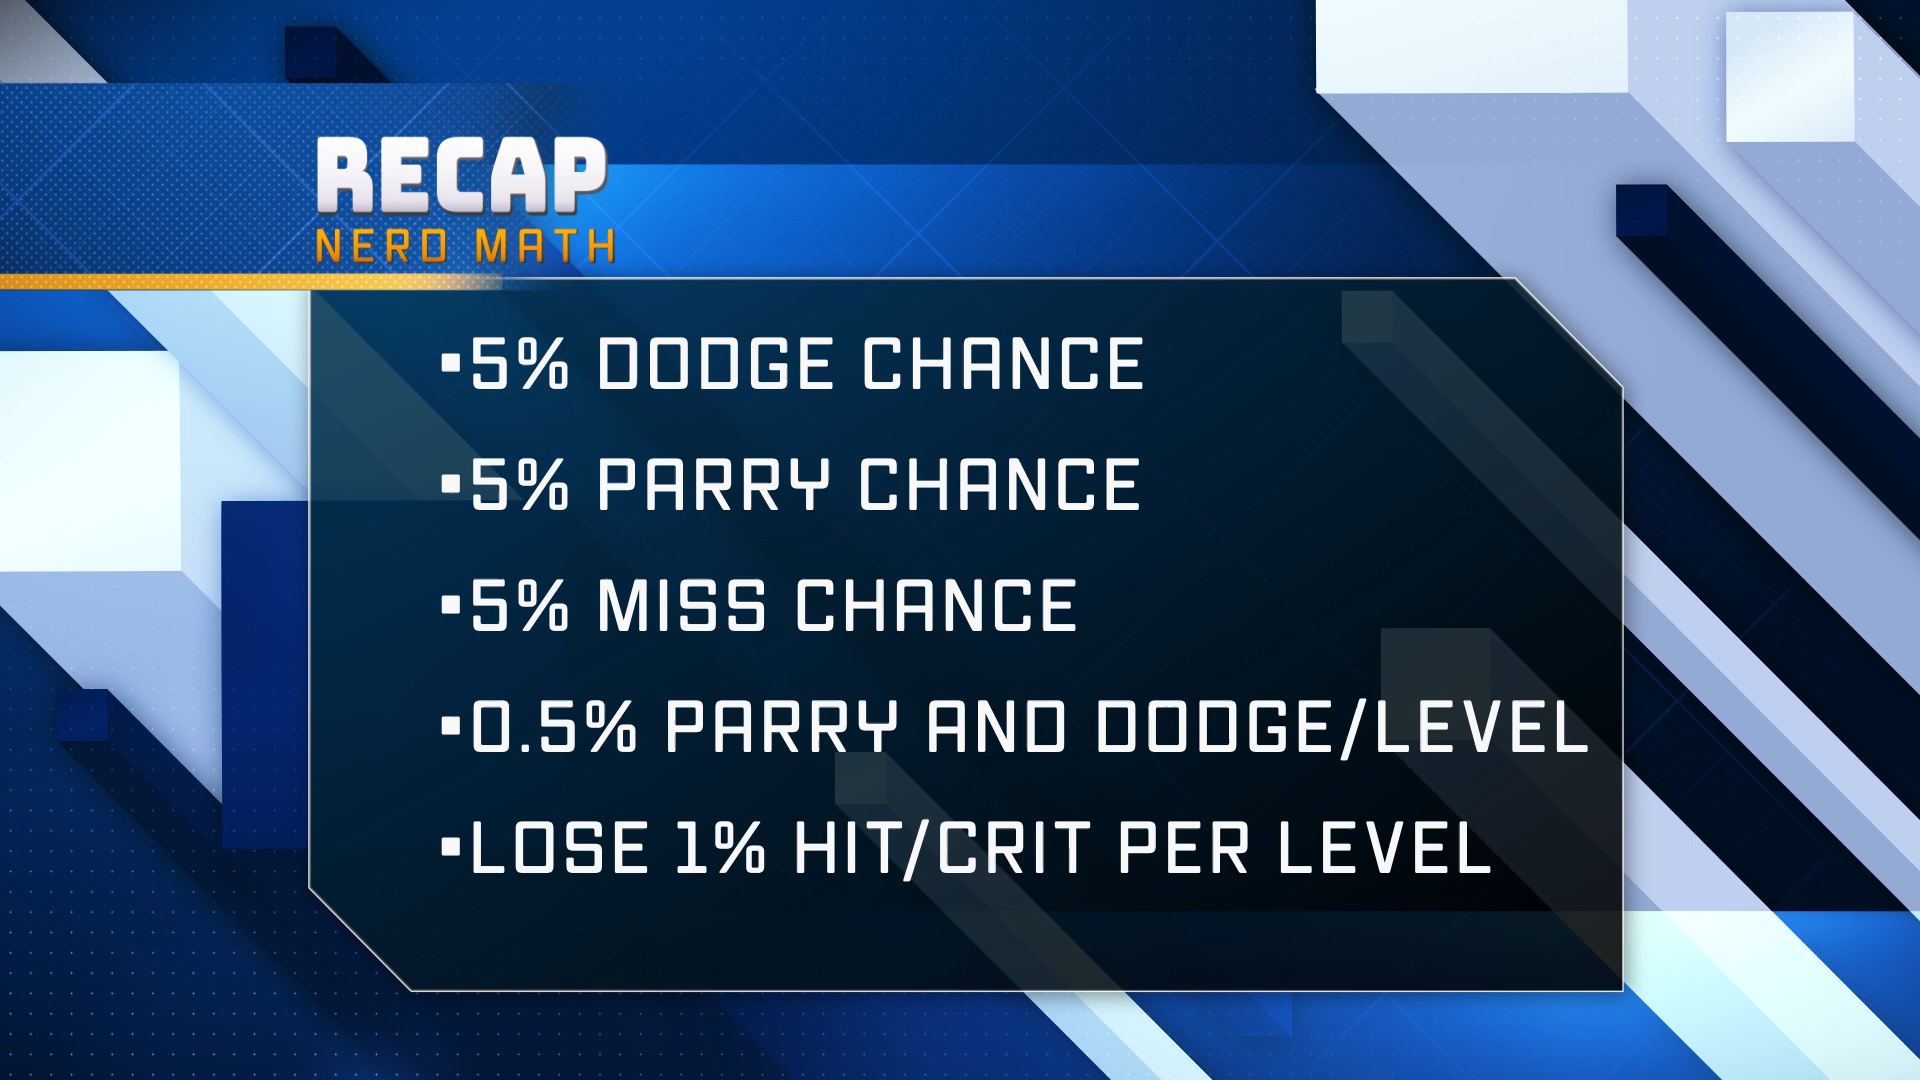 RECAP
NERD MATH
▪5% DODGE CHANCE
▪5% PARRY CHANCE
▪5% MISS CHANCE
▪0.5% PARRY AND DODGE/LEVEL
▪LOSE 1% HIT/CRIT PER LEVEL